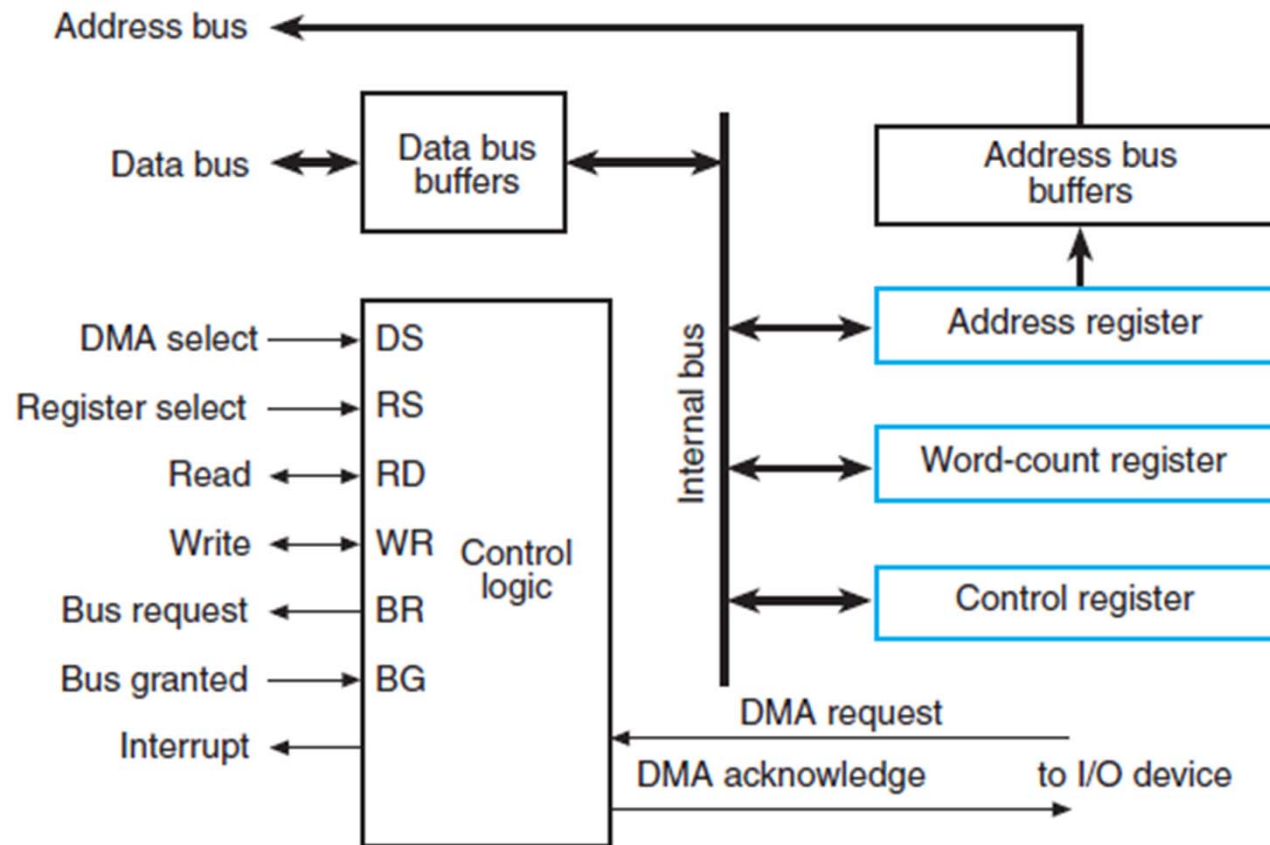 Address bus
Data bus
Data bus
buffers
Address bus
buffers
DMA select
DS
Register select
RS
Read
RD
Write
WR
Bus request
BR
Bus granted
BG
Interrupt
Control
logic
Internal bus
Address register
Word-count register
Control register
DMA request
DMA acknowledge
to I/O device